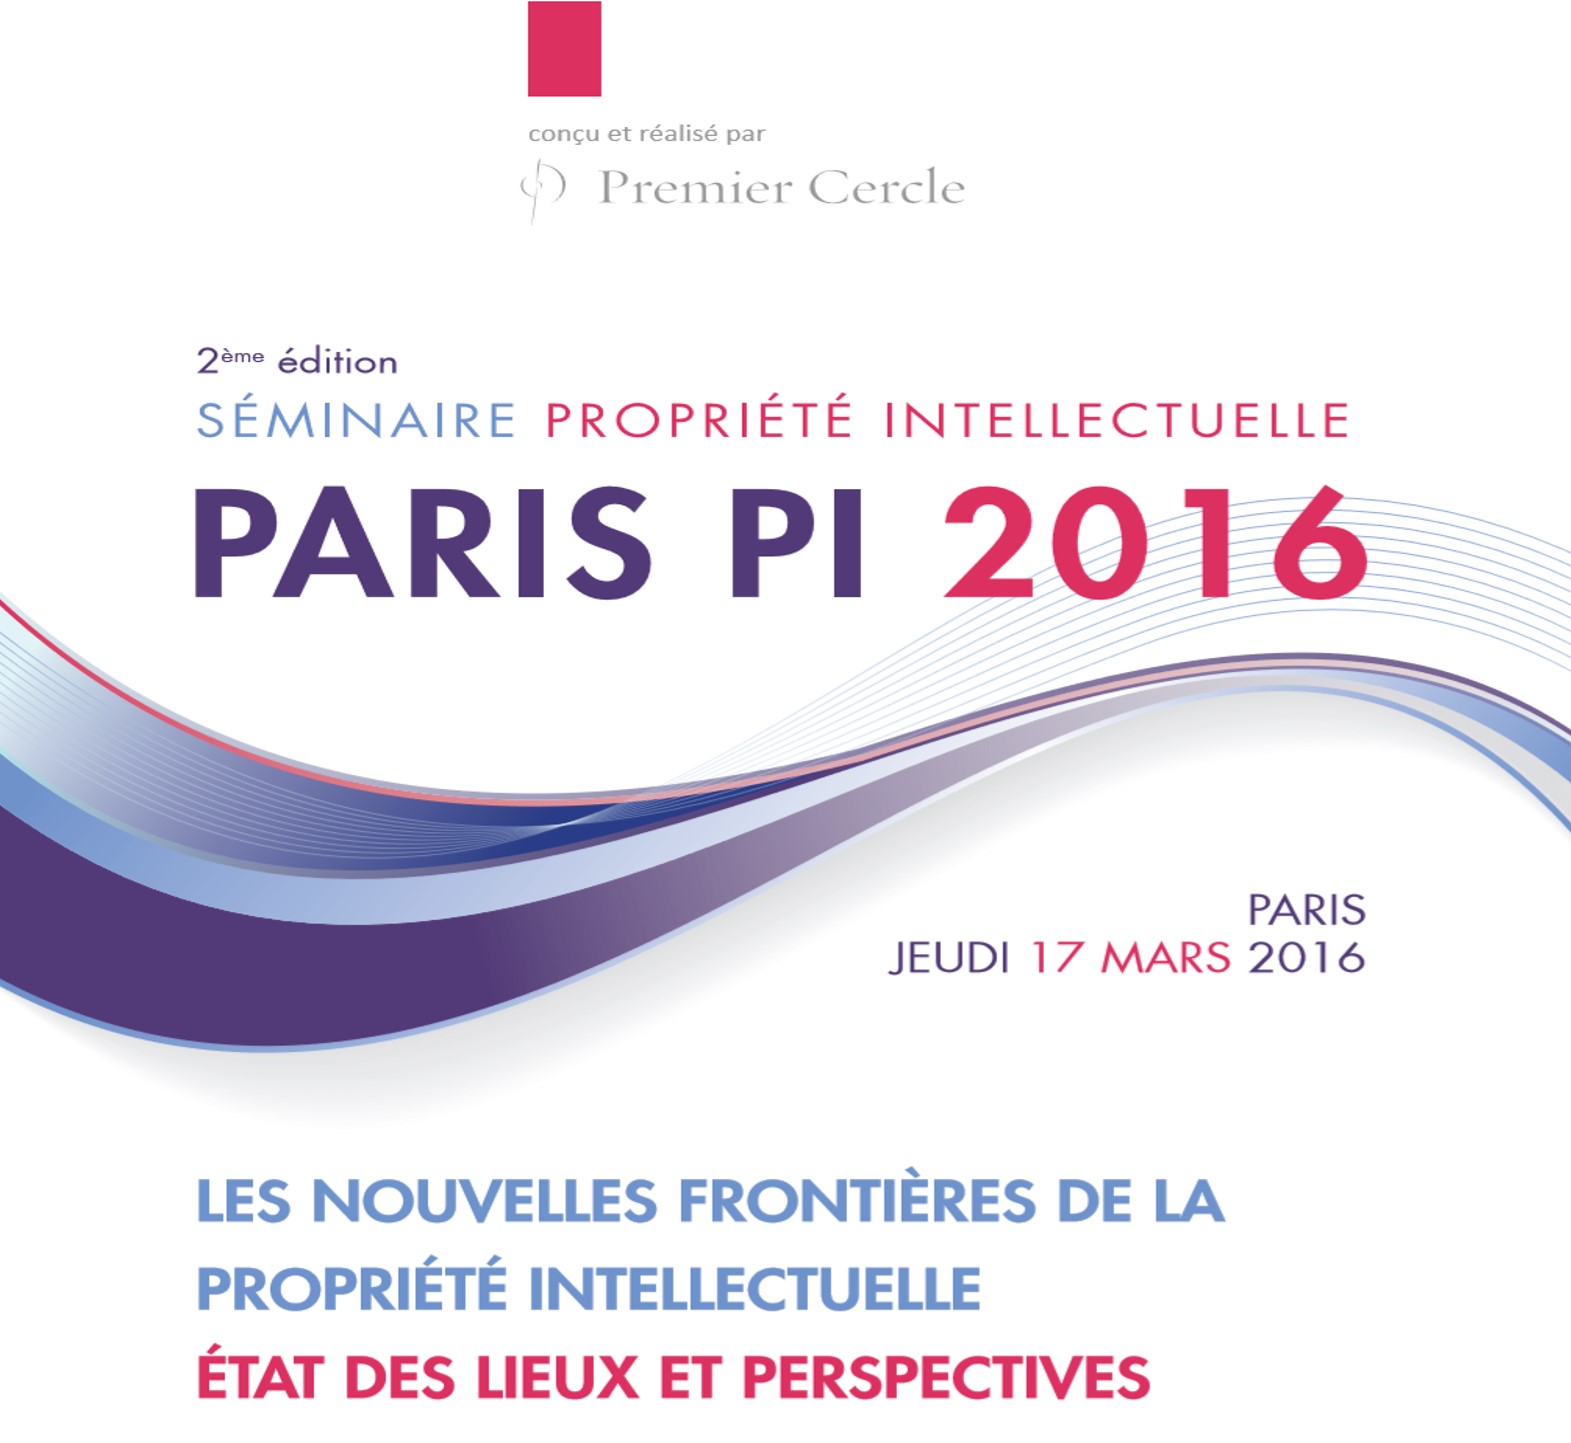 conçu et réalisé par
Premier Cercle
2ème édition
SÉMINAIRE PROPRIÉTÉ INTELLECTUELLE
PARIS PI 2016
PARIS
JEUDI 17 MARS 2016
LES NOUVELLES FRONTIÈRES DE LA
PROPRIÉTÉ INTELLECTUELLE
ÉTAT DES LIEUX ET PERSPECTIVES